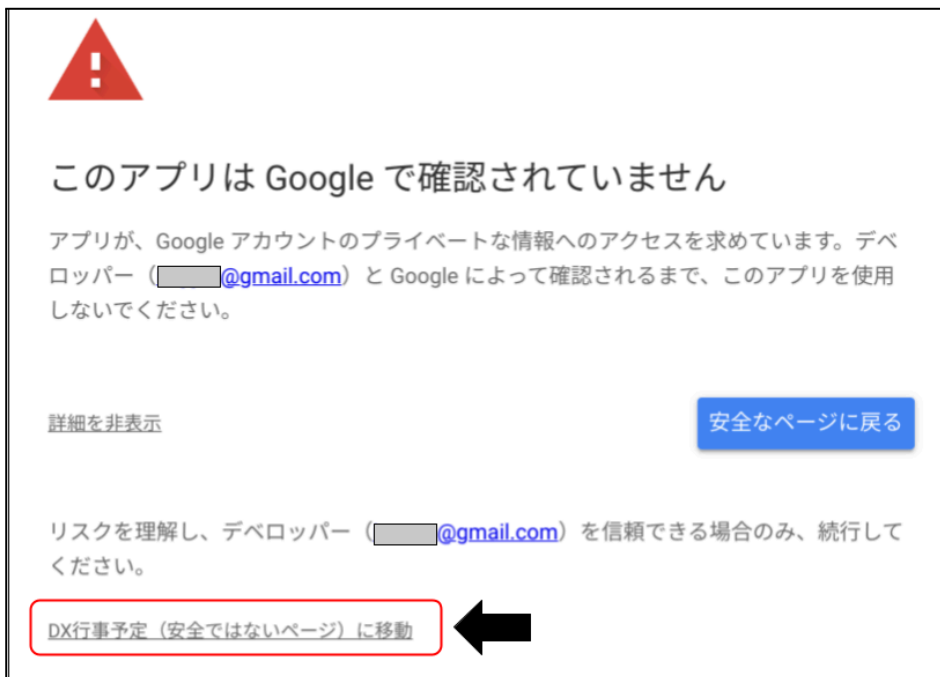 このアプリは Google で確認されていません
アプリが、Google アカウントのプライベートな情報へのアクセスを求めています。デベ
ロッパー（@gmail.com）と Google によって確認されるまで、このアプリを使用
しないでください。
詳細を非表示
安全なページに戻る
リスクを理解し、デベロッパー（@gmail.com）を信頼できる場合のみ、続行して
ください。
DX行事予定（安全ではないページ）に移動